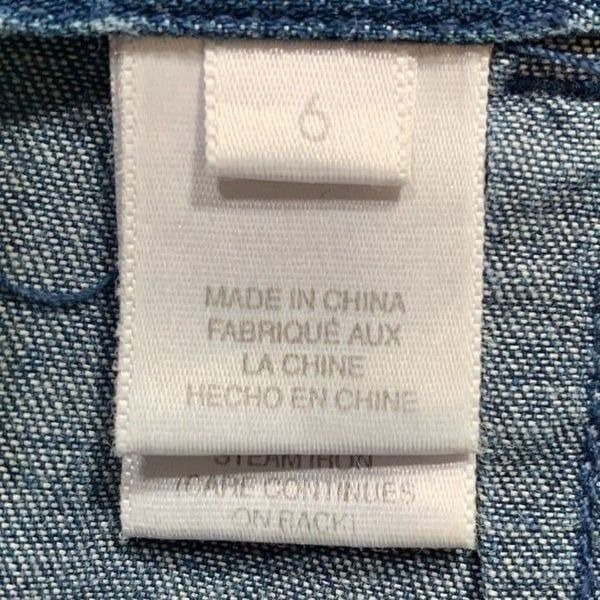 6
MADE IN CHINA
FABRIQUÉ AUX
LA CHINE
HECHO EN CHINE
STEAM IRON
(CARE CONTINUES
ON BACK)